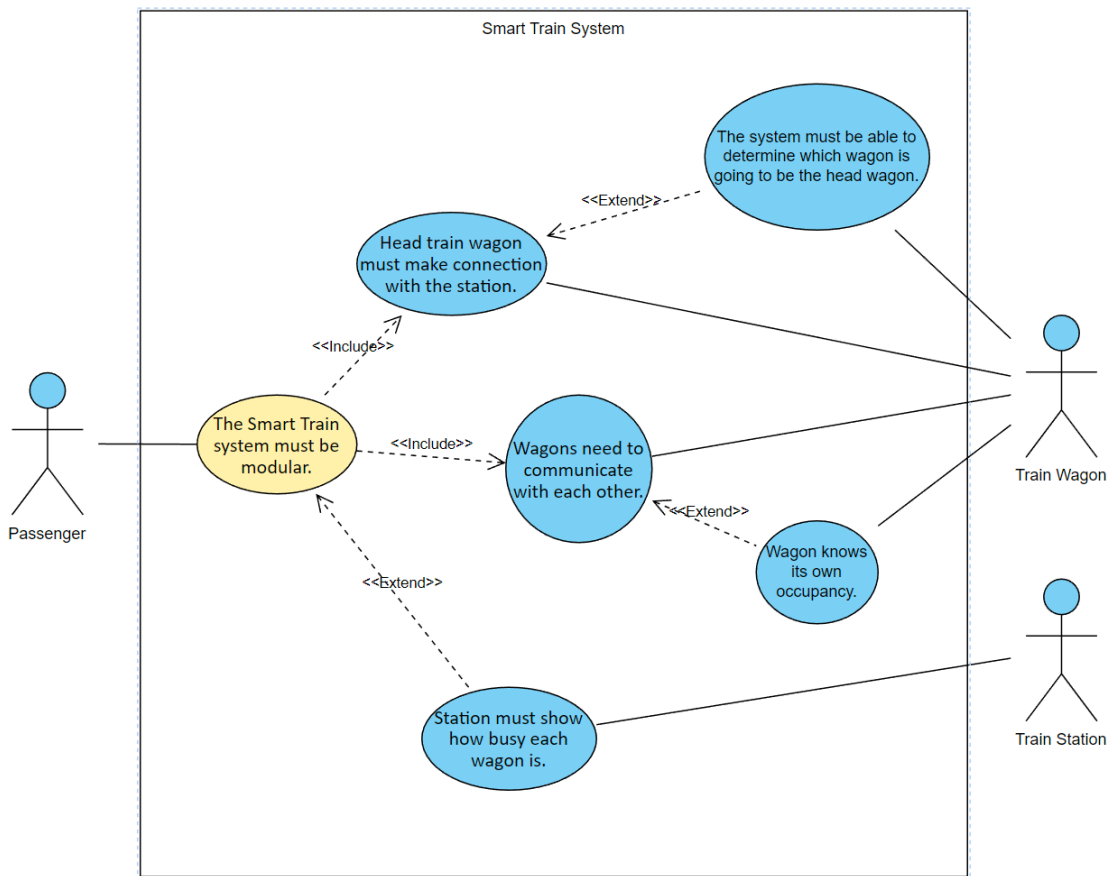 Smart Train System
The system must be able to
determine which wagon is
going to be the head wagon.
<<Extend>>
Head train wagon
must make connection
with the station.
<<Include>>
The Smart Train
system must be
modular.
<<Include>>
Wagons need to
communicate
with each other.
Train Wagon
<<Extend>>
Passenger
Wagon knows
its own
occupancy.
<<Extend>>
Station must show
how busy each
wagon is.
Train Station